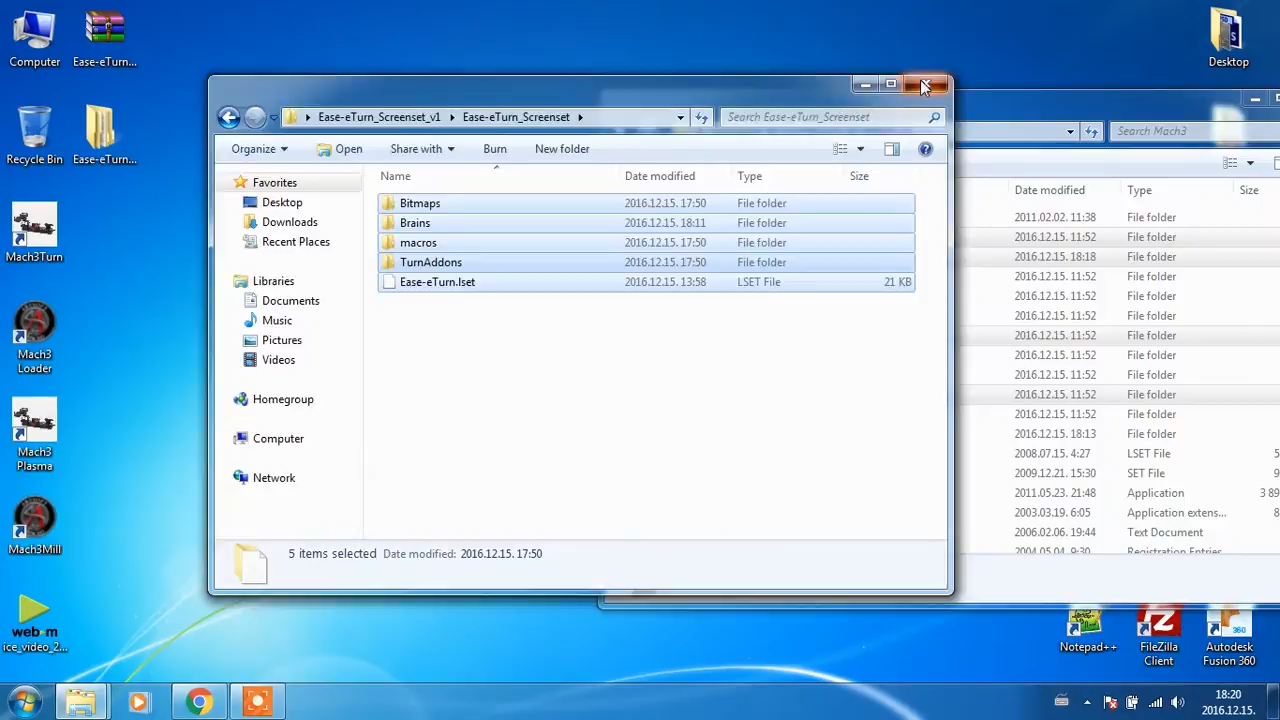 Computer
Ease-eTurn...
Desktop
Recycle Bin
Ease-eTurn...
Mach3Turn
Mach3
Loader
Mach3
Plasma
Mach3Mill
ice_video_2...
Ease-eTurn_Screenset_v1
Ease-eTurn_Screenset
Search Ease-eTurn_Screenset
Organize
Open
Share with
Burn
New folder
Name
Date modified
Type
Size
Favorites
Desktop
Downloads
Recent Places
Libraries
Documents
Music
Pictures
Videos
Homegroup
Computer
Network
Bitmaps 2016.12.15. 17:50 File folder
Brains 2016.12.15. 18:11 File folder
macros 2016.12.15. 17:50 File folder
TurnAddons 2016.12.15. 17:50 File folder
Ease-eTurn.lset 2016.12.15. 13:58 LSET File 21 KB
5 items selected Date modified: 2016.12.15. 17:50
Search Mach3
Date modified Type Size
2011.02.02. 11:38 File folder
2016.12.15. 11:52 File folder
2016.12.15. 18:18 File folder
2016.12.15. 11:52 File folder
2016.12.15. 11:52 File folder
2016.12.15. 11:52 File folder
2016.12.15. 11:52 File folder
2016.12.15. 11:52 File folder
2016.12.15. 11:52 File folder
2016.12.15. 11:52 File folder
2016.12.15. 11:52 File folder
2016.12.15. 18:13 File folder
2008.07.15. 4:27 LSET File 5
2009.12.21. 15:30 SET File 9
2011.05.23. 21:48 Application 3 89
2003.03.19. 6:05 Application extens... 8
2006.02.06. 19:44 Text Document
2004.05.04. 9:30 Registration Entries
Notepad++
FileZilla
Client
Autodesk
Fusion 360
18:20
2016.12.15.